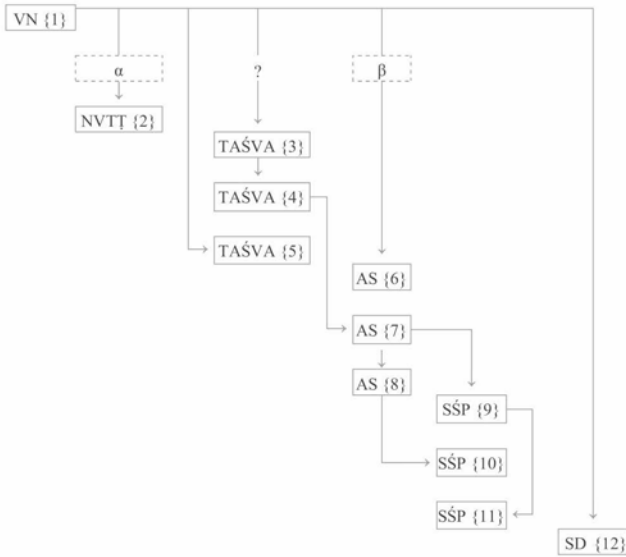 VN {1}
α
?
β
NVTṬ {2}
TAŚVA {3}
TAŚVA {4}
TAŚVA {5}
AS {6}
AS {7}
AS {8}
SŚP {9}
SŚP {10}
SŚP {11}
SD {12}